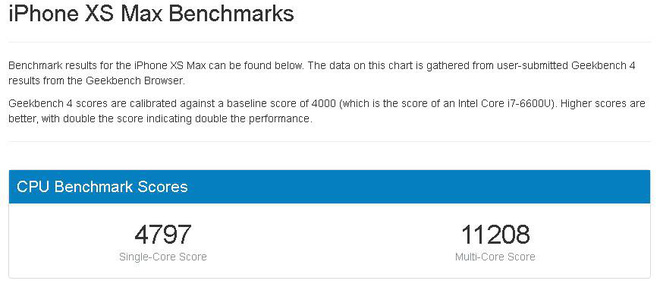 iPhone XS Max Benchmarks
Benchmark results for the iPhone XS Max can be found below. The data on this chart is gathered from user-submitted Geekbench 4
results from the Geekbench Browser.
Geekbench 4 scores are calibrated against a baseline score of 4000 (which is the score of an Intel Core i7-6600U). Higher scores are
better, with double the score indicating double the performance.
CPU Benchmark Scores
4797 11208
Single-Core Score Multi-Core Score